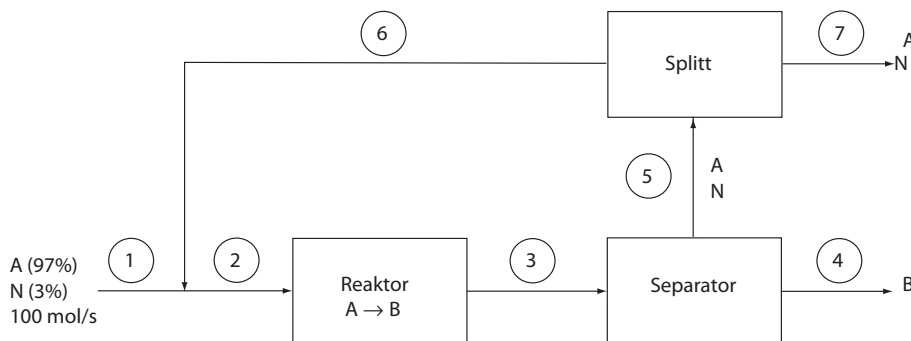 6
7
A
N
Splitt
5
A
N
A (97%)
N (3%)
100 mol/s
1
2
Reaktor
A → B
3
Separator
4
B